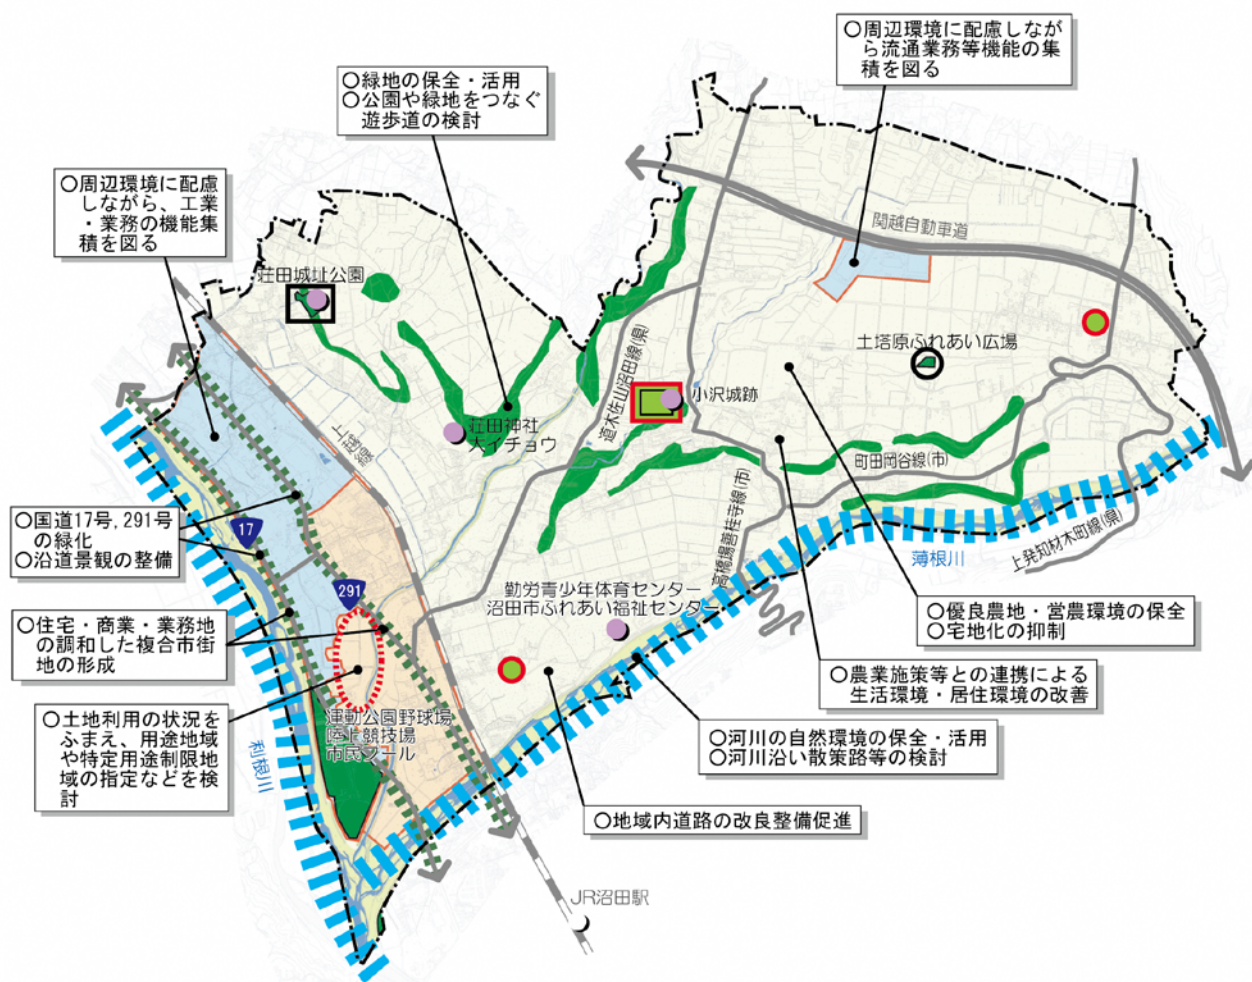 ○周辺環境に配慮しなが
ら流通業務等機能の集
積を図る
○緑地の保全・活用
○公園や緑地をつなぐ
遊歩道の検討
○周辺環境に配慮
しながら、工業
・業務の機能集
積を図る
関越自動車道
荘田城址公園
土塔原ふれあい広場
道木佐山沼田線(県)
小沢城跡
荘田神社
大イチョウ
上越線
町田岡谷線(市)
高橋場善桂寺線(市)
上発知材木町線(県)
薄根川
○国道17号,291号
の緑化
○沿道景観の整備
17
291
勤労青少年体育センター
沼田市ふれあい福祉センター
○優良農地・営農環境の保全
○宅地化の抑制
○住宅・商業・業務地
の調和した複合市街
地の形成
○農業施策等との連携による
生活環境・居住環境の改善
○土地利用の状況を
ふまえ、用途地域
や特定用途制限地
域の指定などを検
討
運動公園野球場
陸上競技場
市民プール
利根川
○河川の自然環境の保全・活用
○河川沿い散策路等の検討
○地域内道路の改良整備促進
JR沼田駅